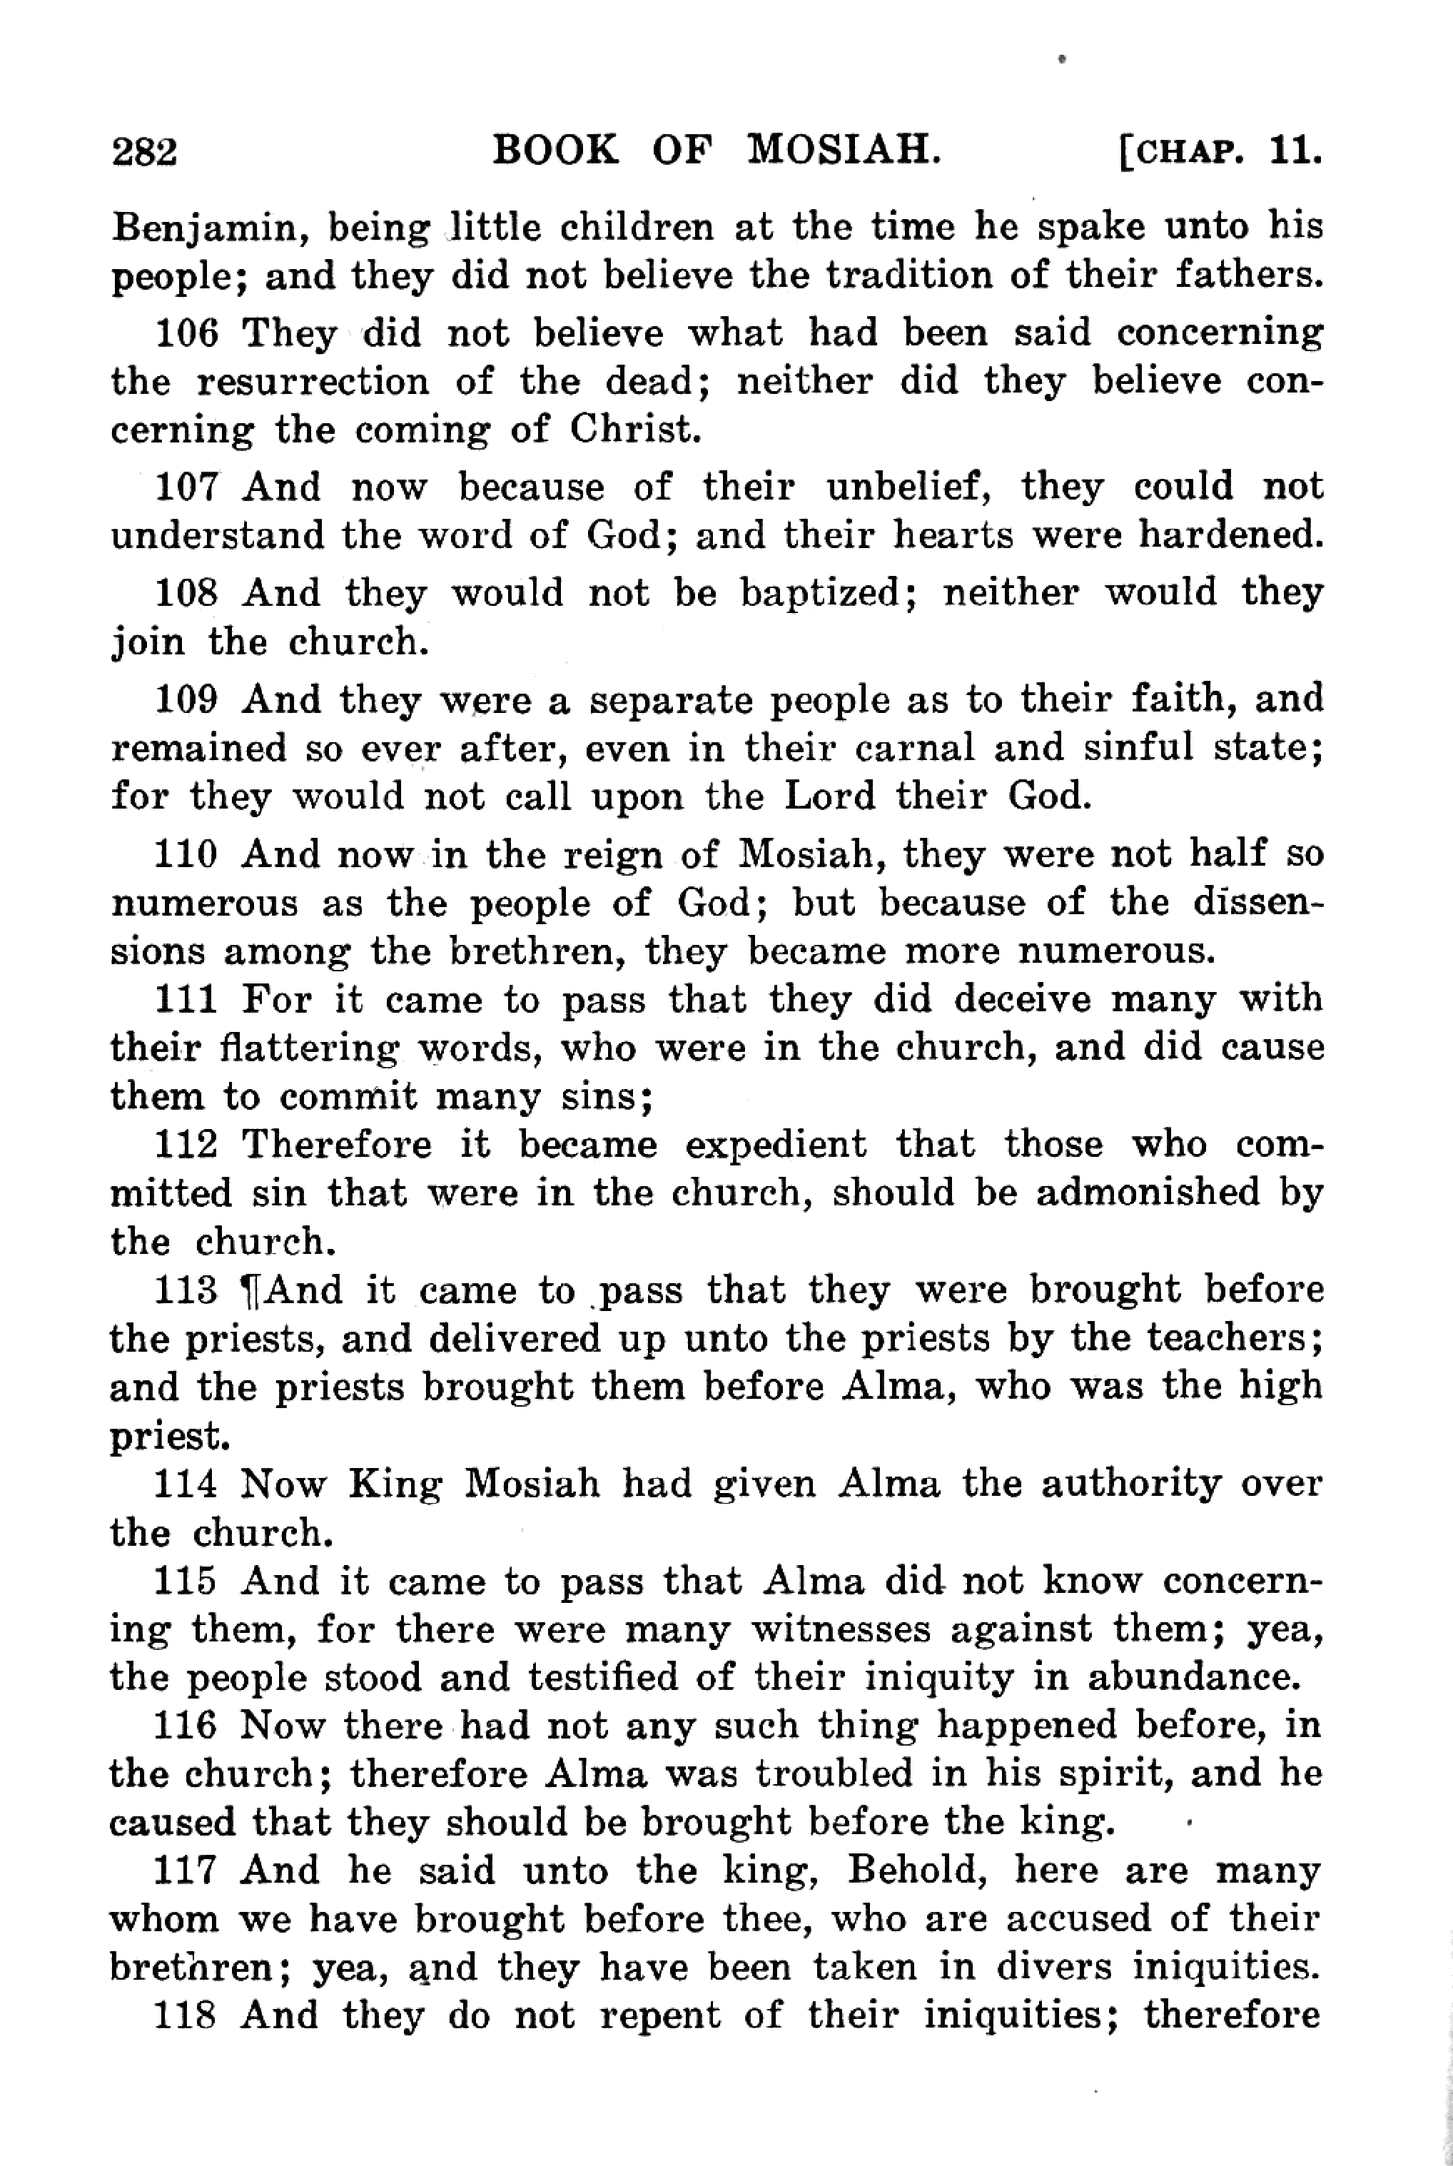 282 BOOK OF MOSIAH. [CHAP. 11.
Benjamin, being little children at the time he spake unto his
people; and they did not believe the tradition of their fathers.
106 They did not believe what had been said concerning
the resurrection of the dead; neither did they believe con-
cerning the coming of Christ.
107 And now because of their unbelief, they could not
understand the word of God; and their hearts were hardened.
108 And they would not be baptized; neither would they
join the church.
109 And they were a separate people as to their faith, and
remained so ever after, even in their carnal and sinful state;
for they would not call upon the Lord their God.
110 And now in the reign of Mosiah, they were not half so
numerous as the people of God; but because of the dissen-
sions among the brethren, they became more numerous.
111 For it came to pass that they did deceive many with
their flattering words, who were in the church, and did cause
them to commit many sins;
112 Therefore it became expedient that those who com-
mitted sin that were in the church, should be admonished by
the church.
113 ¶And it came to pass that they were brought before
the priests, and delivered up unto the priests by the teachers;
and the priests brought them before Alma, who was the high
priest.
114 Now King Mosiah had given Alma the authority over
the church.
115 And it came to pass that Alma did not know concern-
ing them, for there were many witnesses against them; yea,
the people stood and testified of their iniquity in abundance.
116 Now there had not any such thing happened before, in
the church; therefore Alma was troubled in his spirit, and he
caused that they should be brought before the king.
117 And he said unto the king, Behold, here are many
whom we have brought before thee, who are accused of their
brethren; yea, and they have been taken in divers iniquities.
118 And they do not repent of their iniquities; therefore